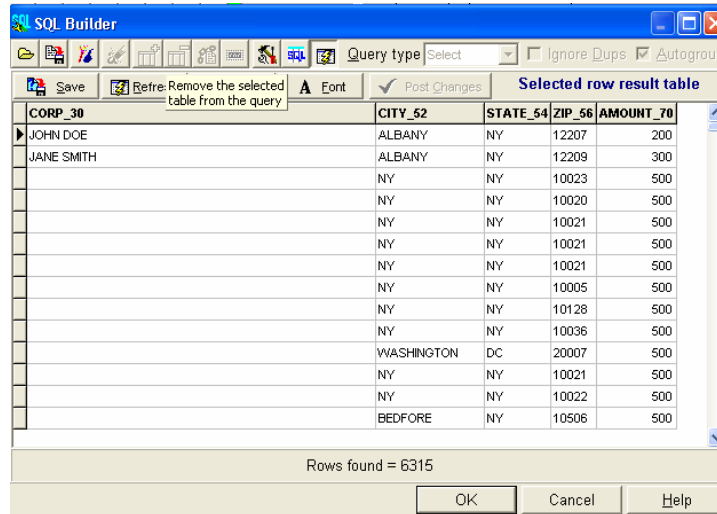 SQL SQL Builder
SQL Query type Select Ignore Dups Autogrou
Save Refre Remove the selected table from the query A Font Post Changes Selected row result table
CORP_30 CITY_52 STATE_54 ZIP_56 AMOUNT_70
JOHN DOE ALBANY NY 12207 200
JANE SMITH ALBANY NY 12209 300
NY NY 10023 500
NY NY 10020 500
NY NY 10021 500
NY NY 10021 500
NY NY 10021 500
NY NY 10005 500
NY NY 10128 500
NY NY 10036 500
WASHINGTON DC 20007 500
NY NY 10021 500
NY NY 10022 500
BEDFORE NY 10506 500
Rows found = 6315
OK Cancel Help